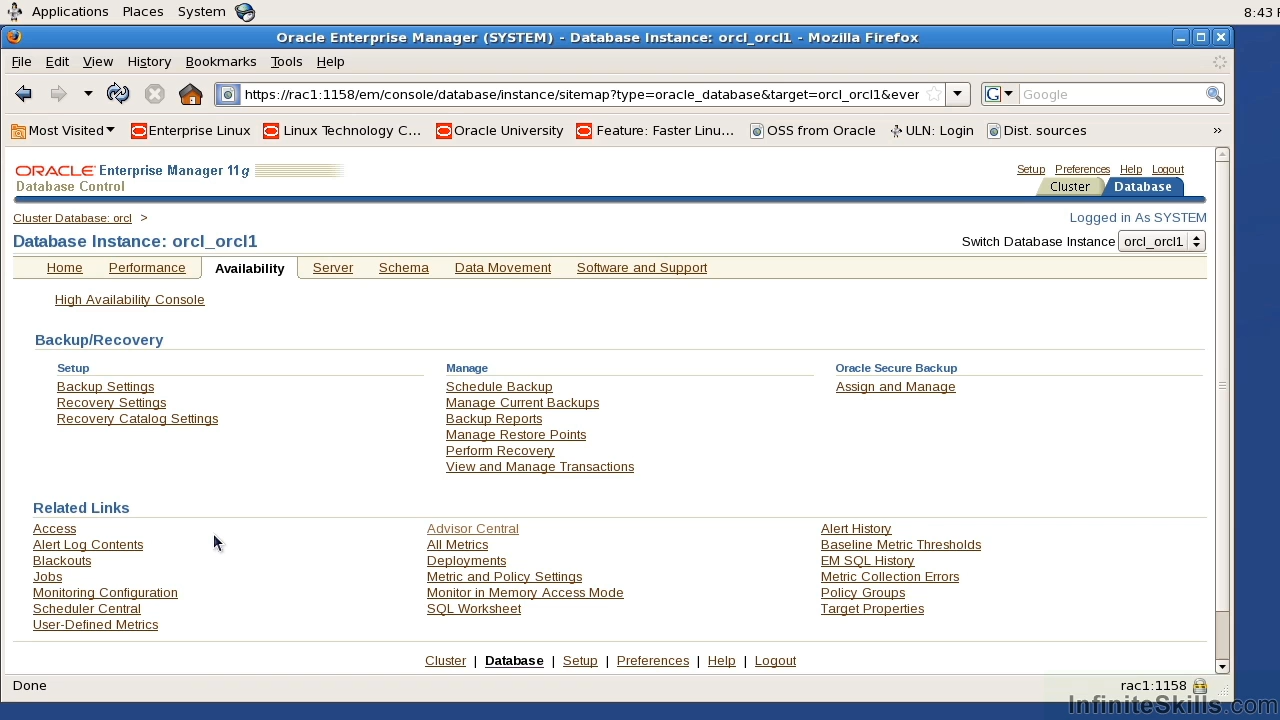 Applications Places System 8:43
Oracle Enterprise Manager (SYSTEM) - Database Instance: orcl_orcl1 - Mozilla Firefox
File Edit View History Bookmarks Tools Help
https://rac1:1158/em/console/database/instance/sitemap?type=oracle_database&target=orcl_orcl1&ever G Google
Most Visited Enterprise Linux Linux Technology C... Oracle University Feature: Faster Linu... OSS from Oracle ULN: Login Dist. sources »
ORACLE Enterprise Manager 11g Setup Preferences Help Logout
Database Control Cluster Database
Cluster Database: orcl > Logged in As SYSTEM
Database Instance: orcl_orcl1 Switch Database Instance orcl_orcl1
Home Performance Availability Server Schema Data Movement Software and Support
High Availability Console
Backup/Recovery
Setup Manage Oracle Secure Backup
Backup Settings Schedule Backup Assign and Manage
Recovery Settings Manage Current Backups
Recovery Catalog Settings Backup Reports
Manage Restore Points
Perform Recovery
View and Manage Transactions
Related Links
Access Advisor Central Alert History
Alert Log Contents All Metrics Baseline Metric Thresholds
Blackouts Deployments EM SQL History
Jobs Metric and Policy Settings Metric Collection Errors
Monitoring Configuration Monitor in Memory Access Mode Policy Groups
Scheduler Central SQL Worksheet Target Properties
User-Defined Metrics
Cluster | Database | Setup | Preferences | Help | Logout
Done rac1:1158
InfiniteSkills.com